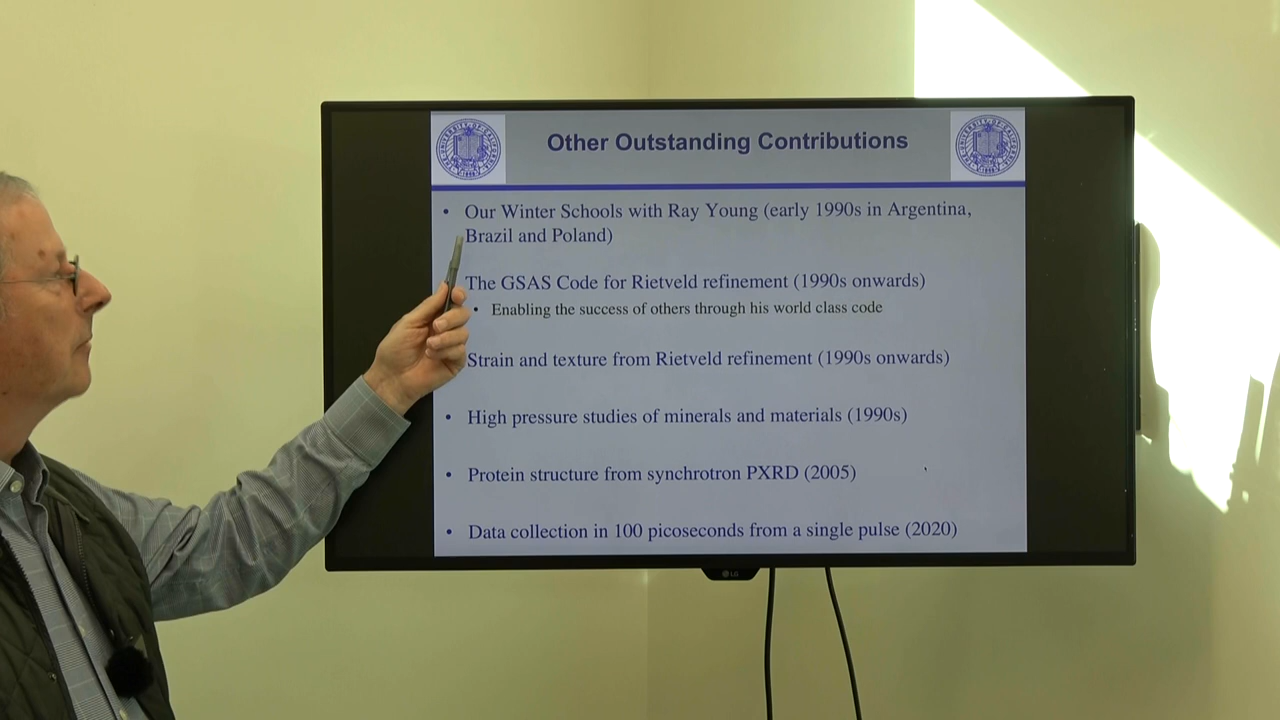 Other Outstanding Contributions
• Our Winter Schools with Ray Young (early 1990s in Argentina,
Brazil and Poland)
The GSAS Code for Rietveld refinement (1990s onwards)
• Enabling the success of others through his world class code
Strain and texture from Rietveld refinement (1990s onwards)
• High pressure studies of minerals and materials (1990s)
• Protein structure from synchrotron PXRD (2005)
• Data collection in 100 picoseconds from a single pulse (2020)
LG